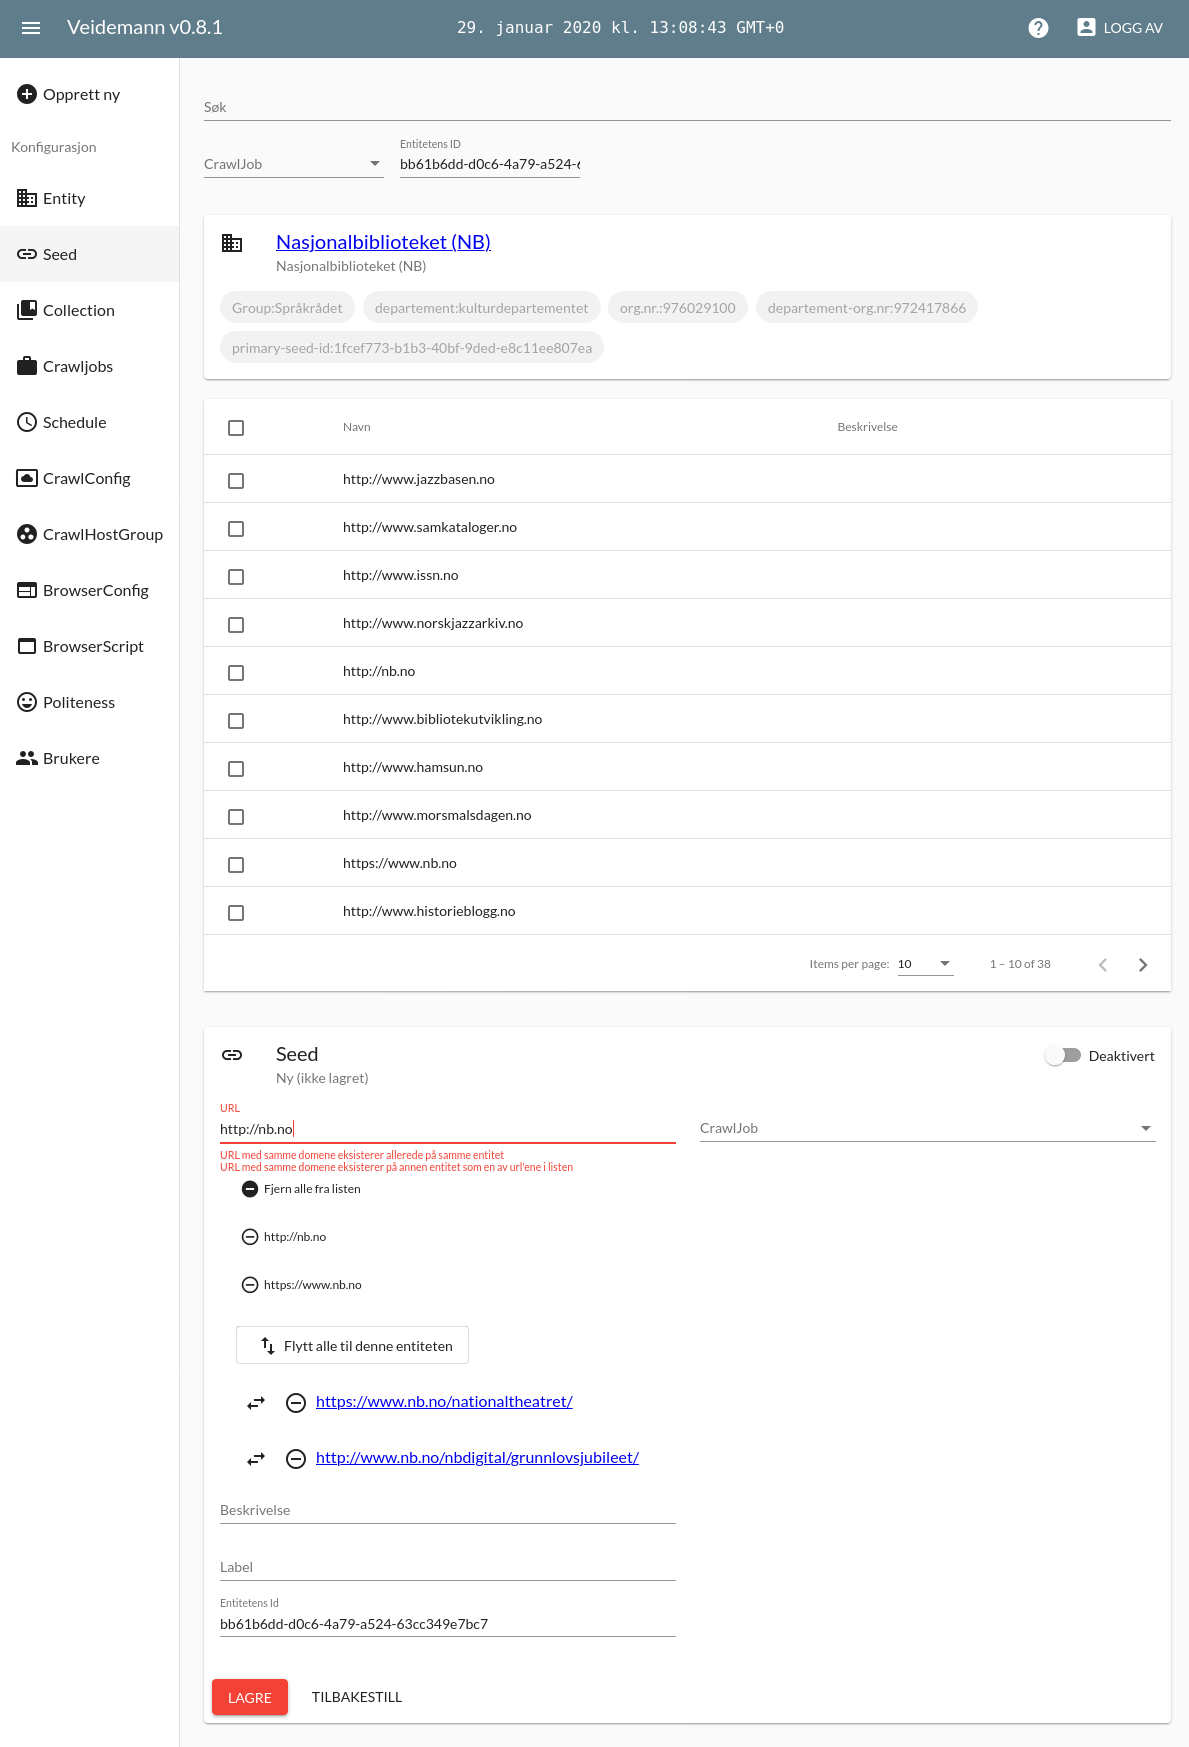 Veidemann v0.8.1
29. januar 2020 kl. 13:08:43 GMT+0
LOGG AV
Opprett ny
Konfigurasjon
Entity
Seed
Collection
Crawljobs
Schedule
CrawlConfig
CrawlHostGroup
BrowserConfig
BrowserScript
Politeness
Brukere
Søk
CrawlJob
Entitetens ID
bb61b6dd-d0c6-4a79-a524-6
Nasjonalbiblioteket (NB)
Nasjonalbiblioteket (NB)
Group:Språkrådet departement:kulturdepartementet org.nr.:976029100 departement-org.nr:972417866
primary-seed-id:1fcef773-b1b3-40bf-9ded-e8c11ee807ea
Navn Beskrivelse
http://www.jazzbasen.no
http://www.samkataloger.no
http://www.issn.no
http://www.norskjazzarkiv.no
http://nb.no
http://www.bibliotekutvikling.no
http://www.hamsun.no
http://www.morsmalsdagen.no
https://www.nb.no
http://www.historieblogg.no
Items per page: 10 1 – 10 of 38
Seed
Ny (ikke lagret)
Deaktivert
URL
http://nb.no
CrawlJob
URL med samme domene eksisterer allerede på samme entitet
URL med samme domene eksisterer på annen entitet som en av url'ene i listen
Fjern alle fra listen
http://nb.no
https://www.nb.no
Flytt alle til denne entiteten
https://www.nb.no/nationaltheatret/
http://www.nb.no/nbdigital/grunnlovsjubileet/
Beskrivelse
Label
Entitetens Id
bb61b6dd-d0c6-4a79-a524-63cc349e7bc7
LAGRE TILBAKESTILL